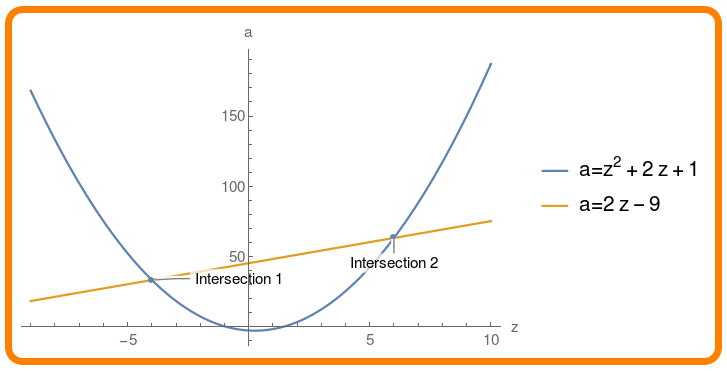 a
150
100
50
Intersection 1
Intersection 2
−5
5
10
z
a=z² + 2 z + 1
a=2 z − 9